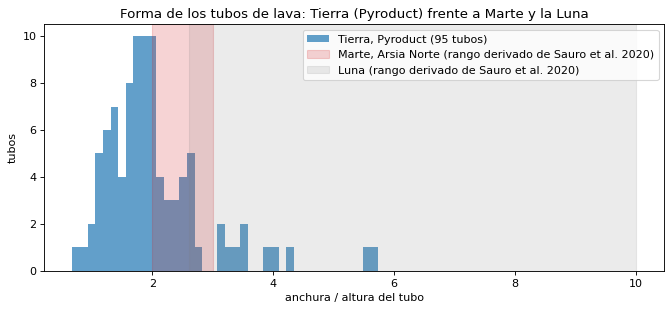 Forma de los tubos de lava: Tierra (Pyroduct) frente a Marte y la Luna
Tierra, Pyroduct (95 tubos)
Marte, Arsia Norte (rango derivado de Sauro et al. 2020)
Luna (rango derivado de Sauro et al. 2020)
tubos
10
8
6
4
2
0
2 4 6 8 10
anchura / altura del tubo